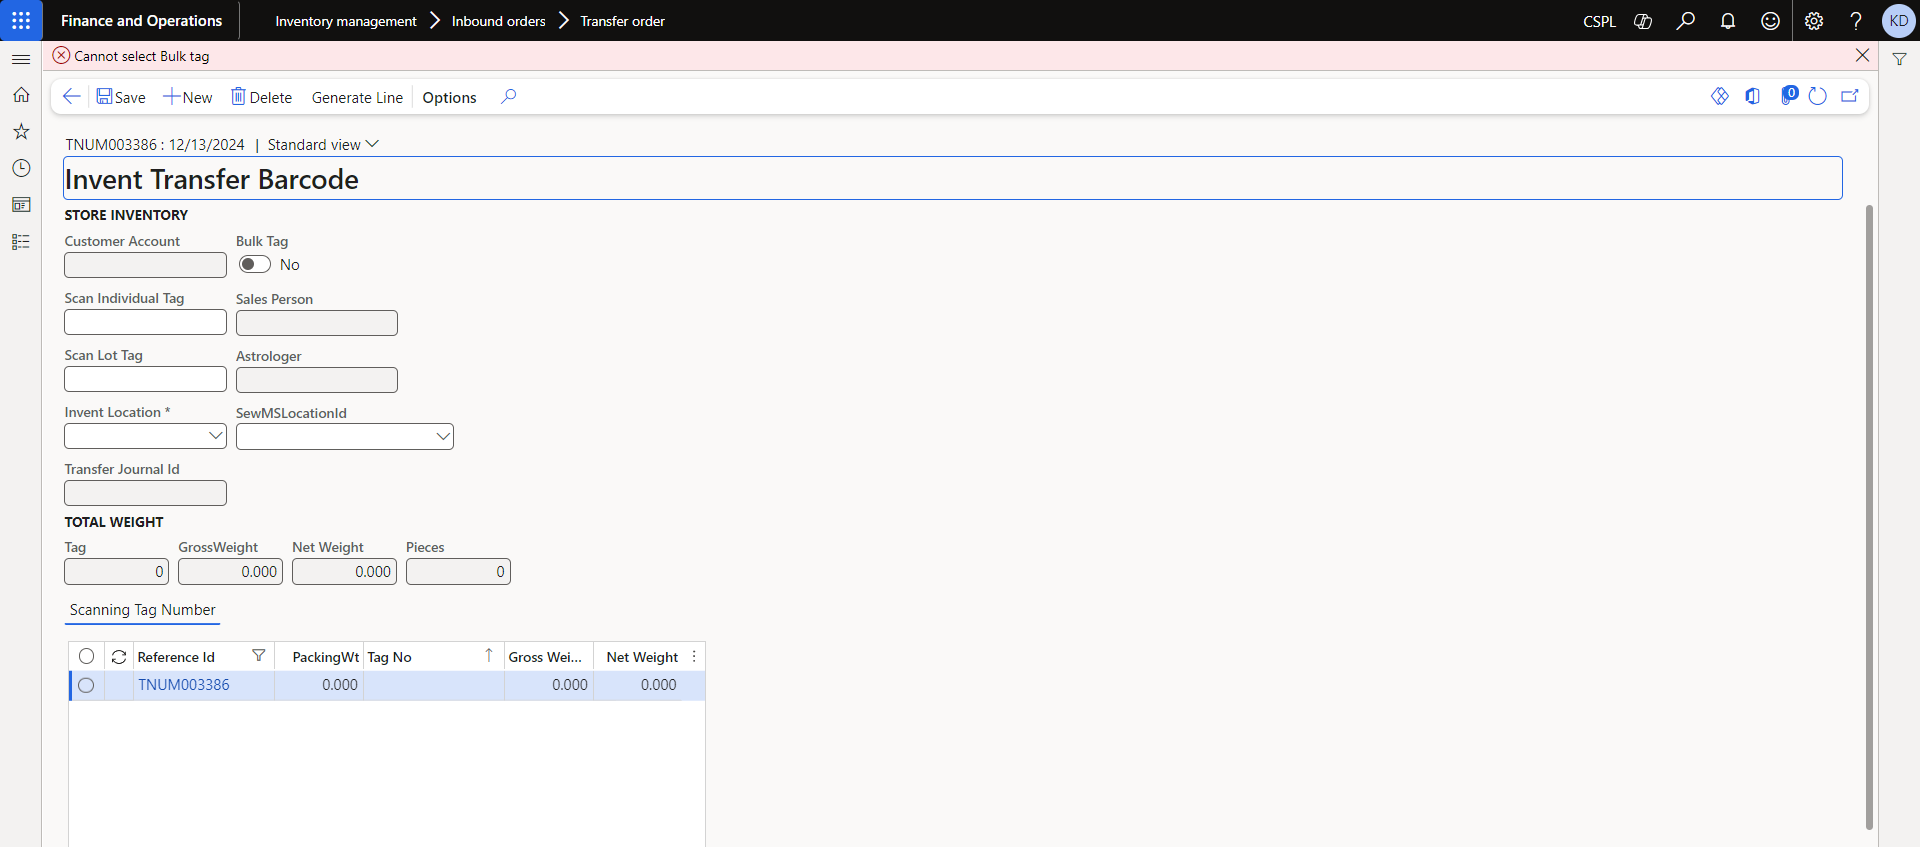 Finance and Operations
Inventory management > Inbound orders > Transfer order
CSPL
KD
Cannot select Bulk tag
Save
New
Delete
Generate Line
Options
0
TNUM003386 : 12/13/2024 | Standard view
Invent Transfer Barcode
STORE INVENTORY
Customer Account
Bulk Tag
No
Scan Individual Tag
Sales Person
Scan Lot Tag
Astrologer
Invent Location *
SewMSLocationId
Transfer Journal Id
TOTAL WEIGHT
Tag GrossWeight Net Weight Pieces
0 0.000 0.000 0
Scanning Tag Number
Reference Id PackingWt Tag No Gross Wei... Net Weight
TNUM003386 0.000 0.000 0.000